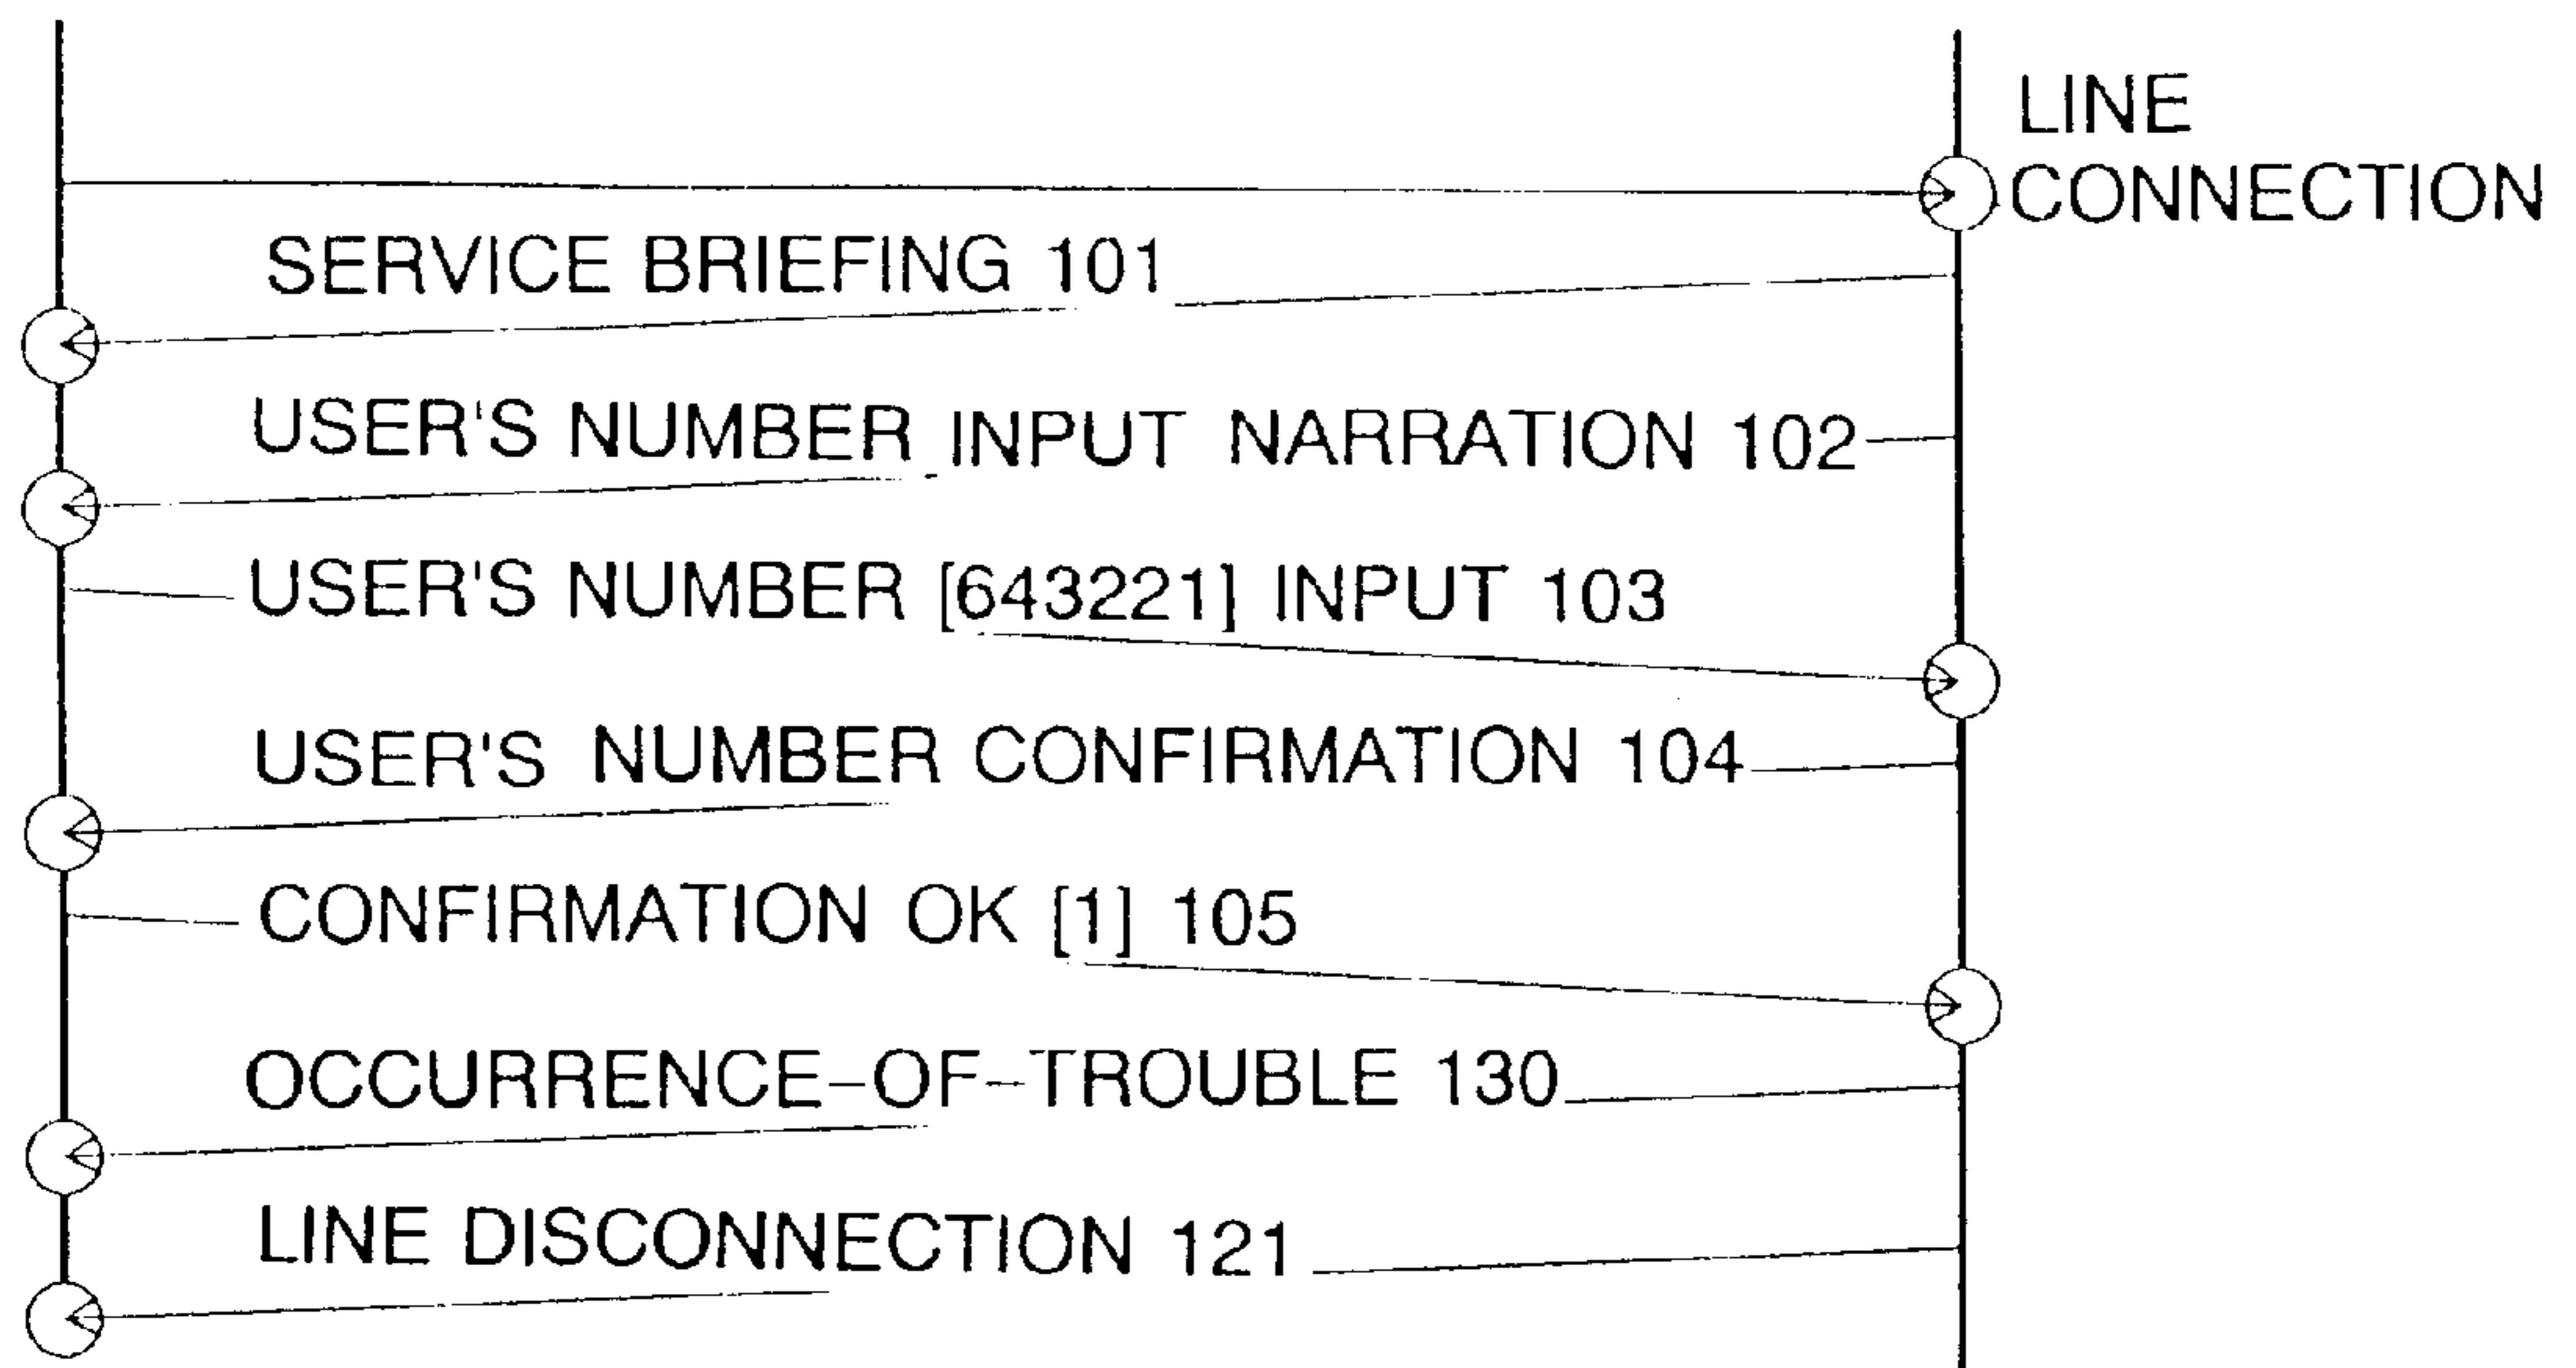 LINE
CONNECTION
SERVICE BRIEFING 101
USER'S NUMBER INPUT NARRATION 102
USER'S NUMBER [643221] INPUT 103
USER'S NUMBER CONFIRMATION 104
CONFIRMATION OK [1] 105
OCCURRENCE-OF-TROUBLE 130
LINE DISCONNECTION 121